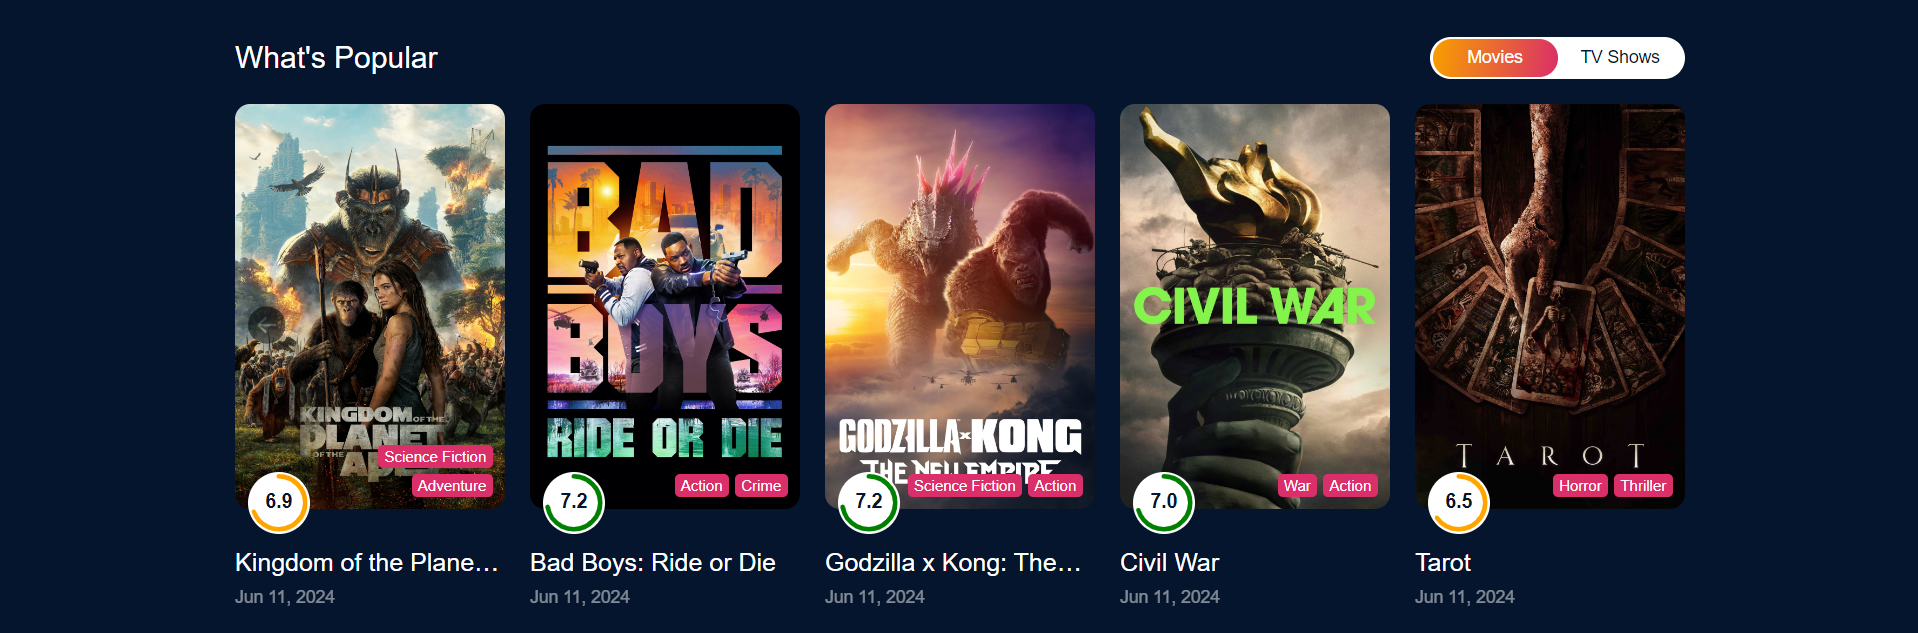 What's Popular
Movies
TV Shows
KINGDOM OF THE
PLANET
OF THE APE
Science Fiction
Adventure
6.9
Kingdom of the Plane...
Jun 11, 2024
BAD
BOYS
RIDE OR DIE
Action
Crime
7.2
Bad Boys: Ride or Die
Jun 11, 2024
GODZILLA x KONG
THE NEW EMPIRE
Science Fiction
Action
7.2
Godzilla x Kong: The...
Jun 11, 2024
CIVIL WAR
War
Action
7.0
Civil War
Jun 11, 2024
TAROT
Horror
Thriller
6.5
Tarot
Jun 11, 2024